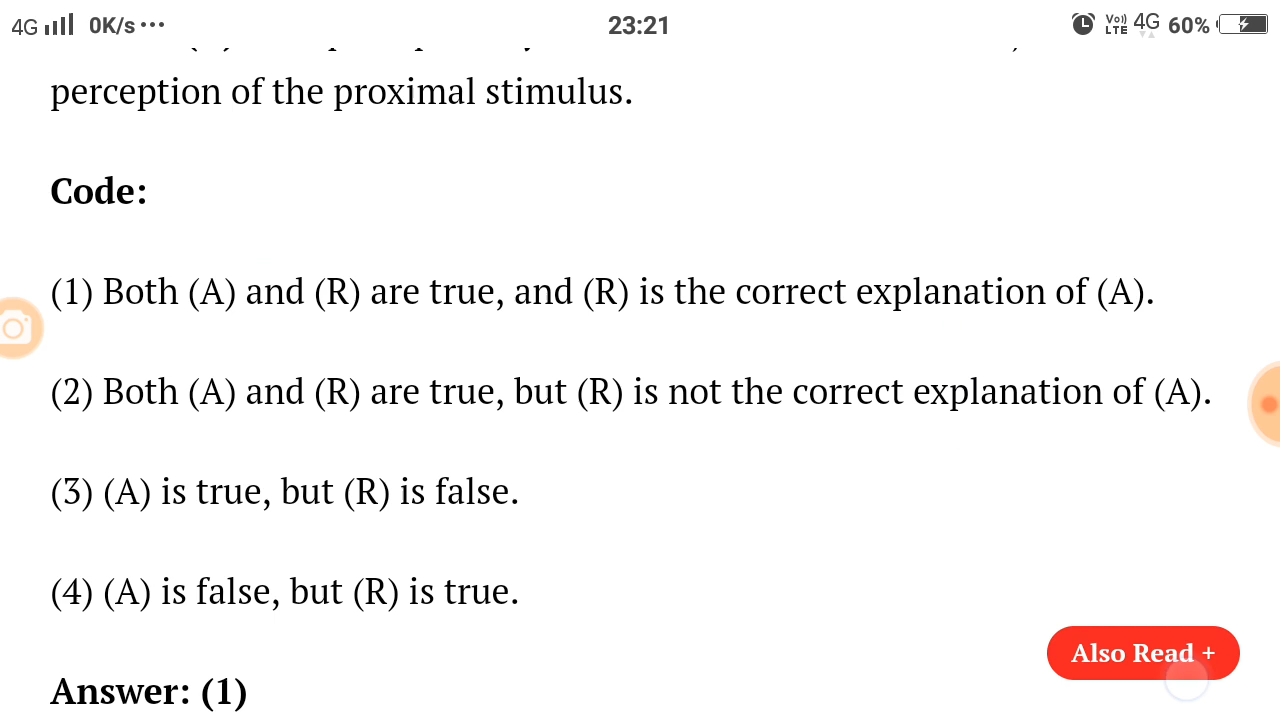 4G 0K/s... 23:21 Vo)) LTE 4G 60%
perception of the proximal stimulus.
Code:
(1) Both (A) and (R) are true, and (R) is the correct explanation of (A).
(2) Both (A) and (R) are true, but (R) is not the correct explanation of (A).
(3) (A) is true, but (R) is false.
(4) (A) is false, but (R) is true.
Also Read +
Answer: (1)